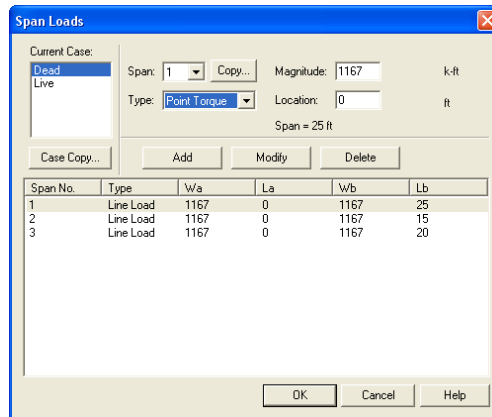 Span Loads
Current Case:
Dead
Live
Span: 1 Copy... Magnitude: 1167 k-ft
Type: Point Torque Location: 0 ft
Span = 25 ft
Case Copy... Add Modify Delete
Span No. Type Wa La Wb Lb
1 Line Load 1167 0 1167 25
2 Line Load 1167 0 1167 15
3 Line Load 1167 0 1167 20
OK Cancel Help